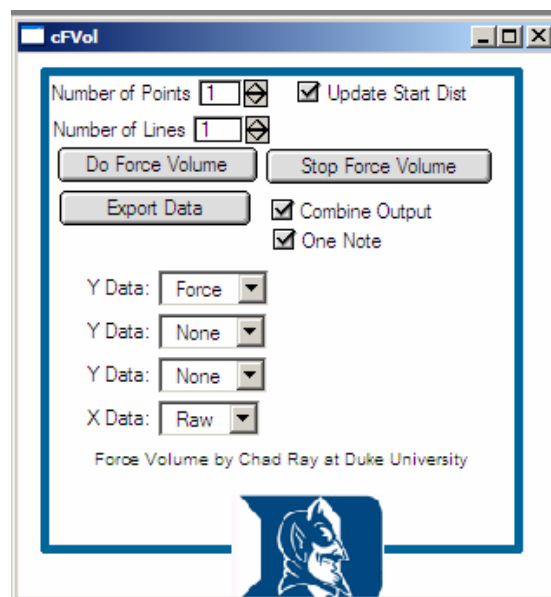 cFVol
Number of Points 1 Update Start Dist
Number of Lines 1
Do Force Volume Stop Force Volume
Export Data Combine Output
One Note
Y Data: Force
Y Data: None
Y Data: None
X Data: Raw
Force Volume by Chad Ray at Duke University